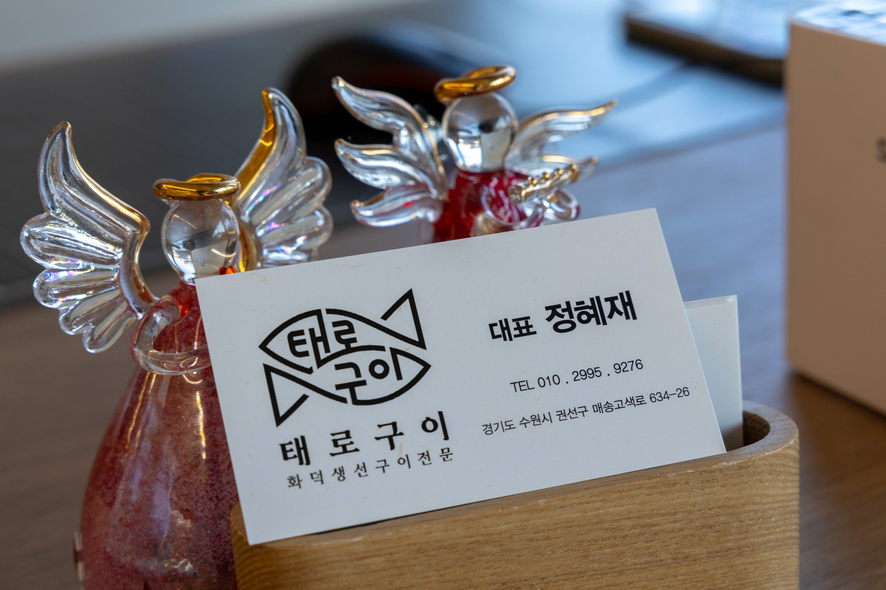 태로
구이
태로구이
화덕생선구이전문
대표 정혜재
TEL 010 . 2995 . 9276
경기도 수원시 권선구 매송고색로 634-26